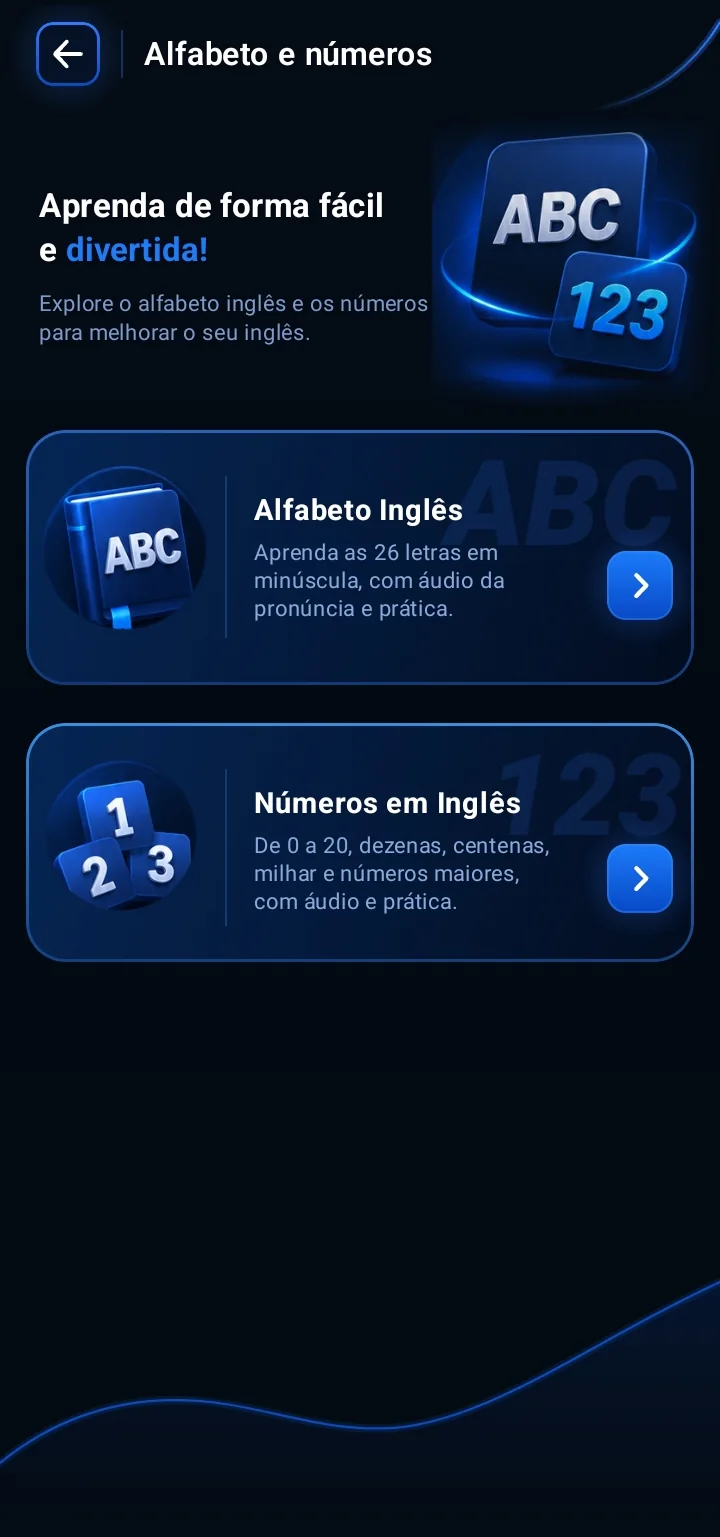 Alfabeto e números
Aprenda de forma fácil
e divertida!
Explore o alfabeto inglês e os números
para melhorar o seu inglês.
ABC
123
ABC
ABC
Alfabeto Inglês
Aprenda as 26 letras em
minúscula, com áudio da
pronúncia e prática.
123
1
2 3
Números em Inglês
De 0 a 20, dezenas, centenas,
milhar e números maiores,
com áudio e prática.